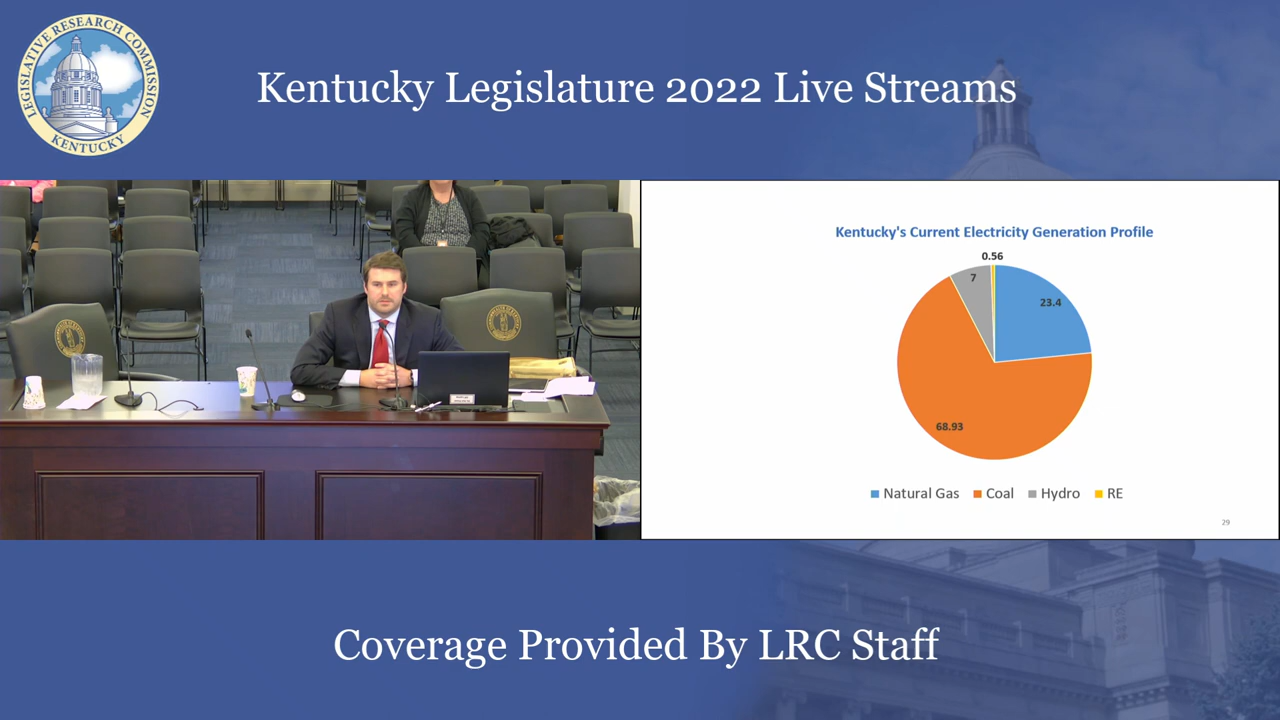 LEGISLATIVE RESEARCH COMMISSION
KENTUCKY
Kentucky Legislature 2022 Live Streams
Kentucky's Current Electricity Generation Profile
0.56
7
23.4
68.93
Natural Gas Coal Hydro RE
29
Coverage Provided By LRC Staff